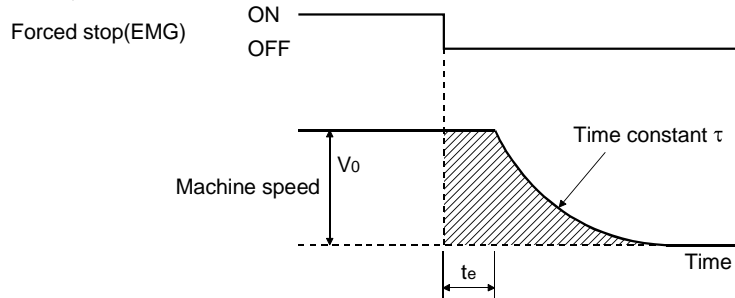 ON
Forced stop(EMG)
OFF
Time constant τ
V0
Machine speed
Time
te